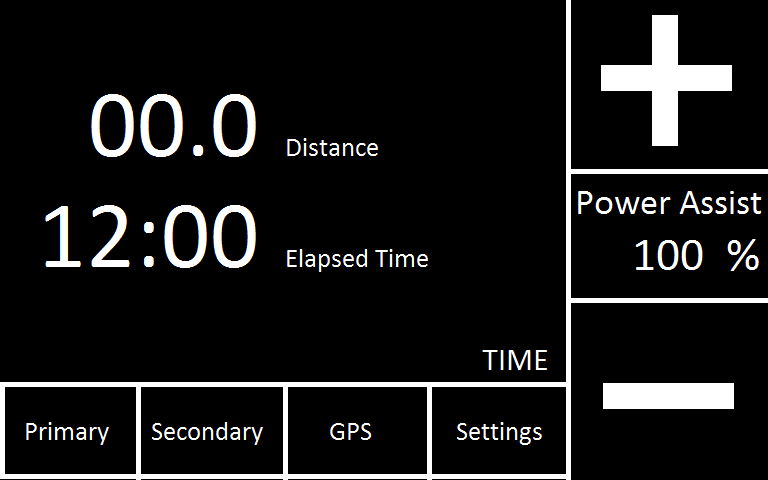 00.0 Distance
12:00 Elapsed Time
TIME
Primary Secondary GPS Settings
Power Assist
100 %